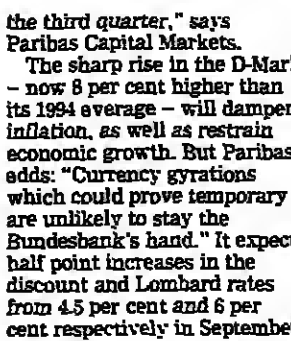 the third quarter," says
Paribas Capital Markets.
The sharp rise in the D-Mar
– now 8 per cent higher than
its 1994 average – will dampen
inflation, as well as restrain
economic growth. But Paribas
adds: "Currency gyrations
which could prove temporary
are unlikely to stay the
Bundesbank's hand." It expect
half point increases in the
discount and Lombard rates
from 4.5 per cent and 6 per
cent respectively in Septembe